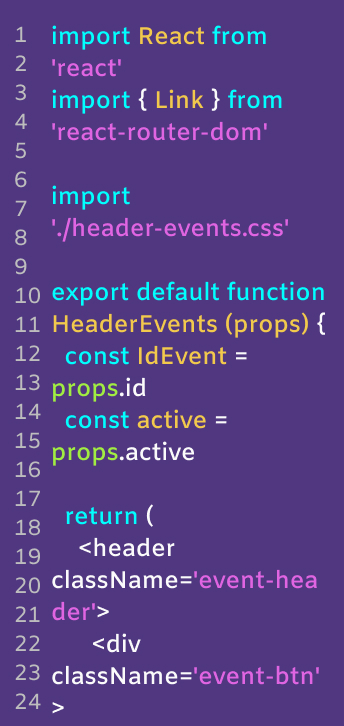 1 import React from
2 'react'
3 import { Link } from
4 'react-router-dom'
5
6 import
7 './header-events.css'
8
9
10 export default function
11 HeaderEvents (props) {
12 const IdEvent =
13 props.id
14 const active =
15 props.active
16
17
18 return (
19 <header
20 className='event-hea
21 der'>
22 <div
23 className='event-btn'
24 >